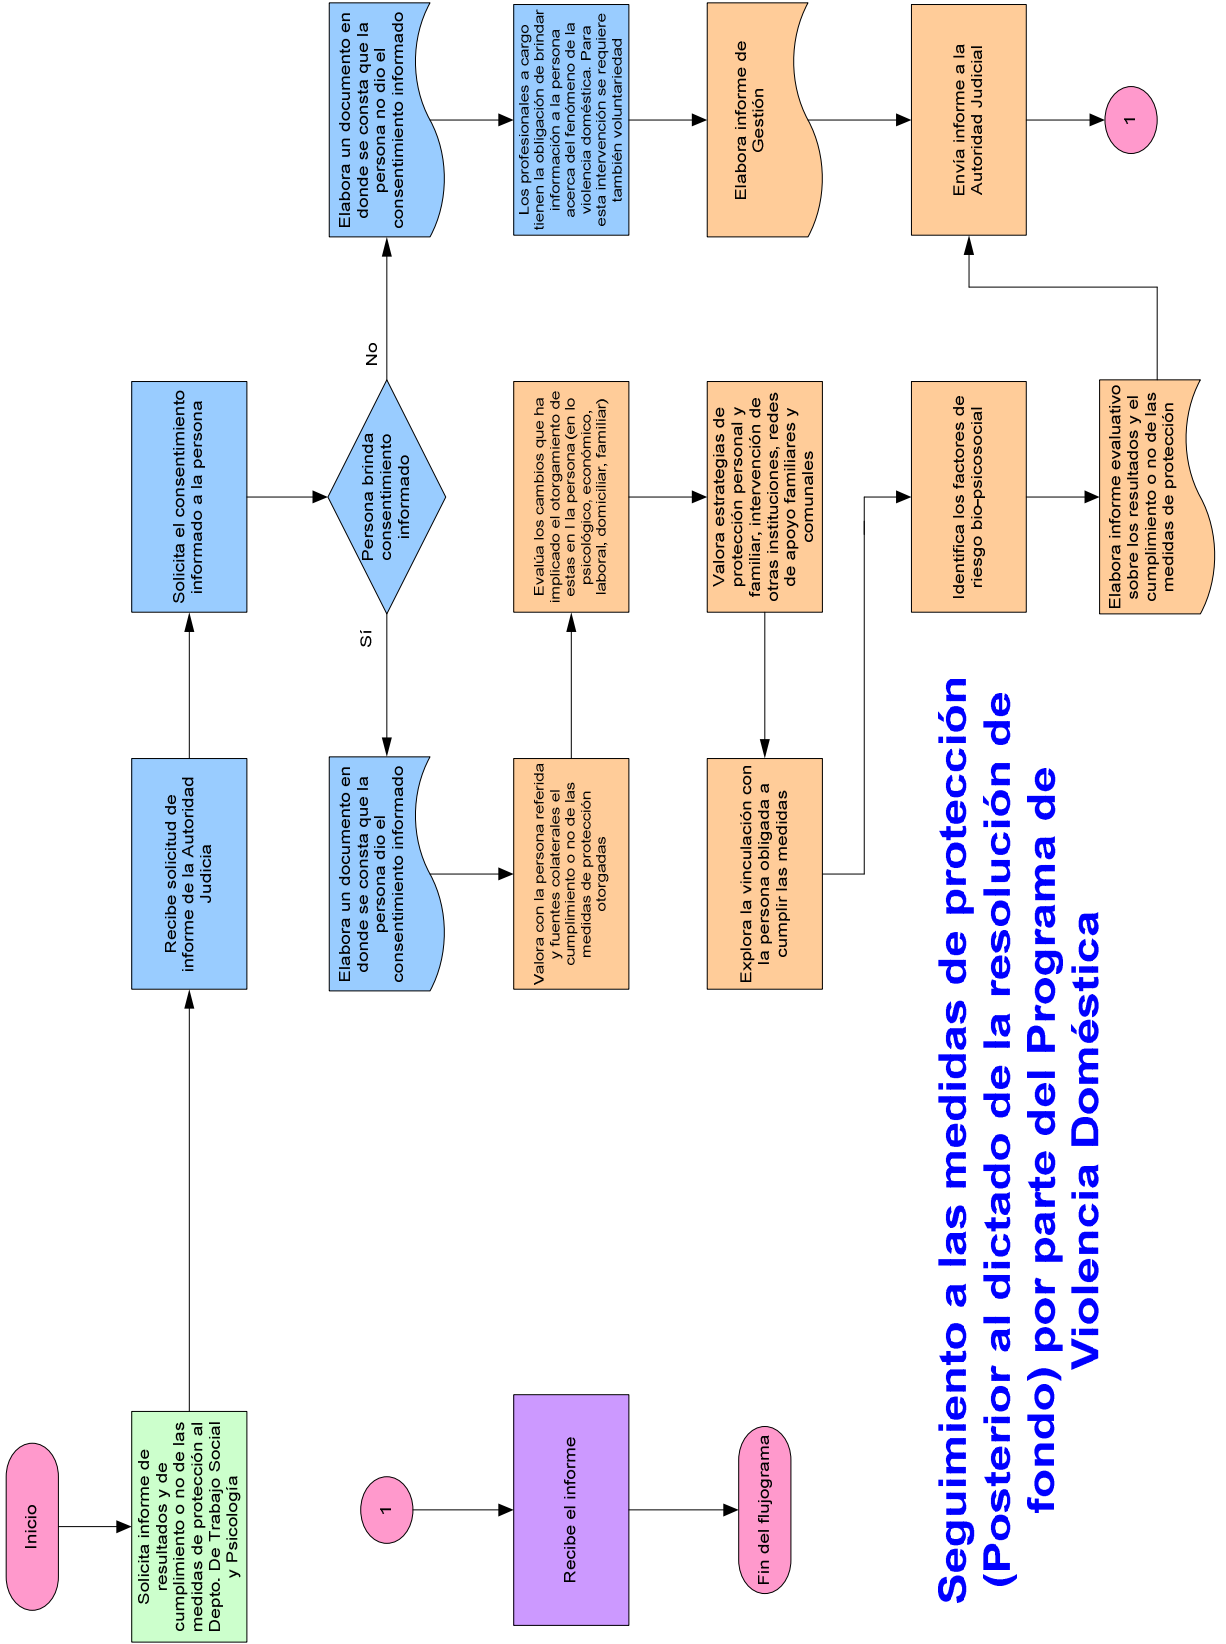 Inicio
Solicita informe de
resultados y de
cumplimiento o no de las
medidas de protección al
Depto. De Trabajo Social
y Psicología
Recibe solicitud de
informe de la Autoridad
Judicia
Solicita el consentimiento
informado a la persona
Persona brinda
consentimiento
informado
Sí
No
Elabora un documento en
donde se consta que la
persona dio el
consentimiento informado
Elabora un documento en
donde se consta que la
persona no dio el
consentimiento informado
Valora con la persona referida
y fuentes colaterales el
cumplimiento o no de las
medidas de protección
otorgadas
Evalúa los cambios que ha
implicado el otorgamiento de
estas en l la persona (en lo
psicológico, económico,
laboral, domiciliar, familiar)
Los profesionales a cargo
tienen la obligación de brindar
información a la persona
acerca del fenómeno de la
violencia doméstica. Para
esta intervención se requiere
también voluntariedad
Explora la vinculación con
la persona obligada a
cumplir las medidas
Valora estrategias de
protección personal y
familiar, intervención de
otras instituciones, redes
de apoyo familiares y
comunales
Elabora informe de
Gestión
Identifica los factores de
riesgo bio-psicosocial
Envía informe a la
Autoridad Judicial
Elabora informe evaluativo
sobre los resultados y el
cumplimiento o no de las
medidas de protección
1
1
Recibe el informe
Fin del flujograma
Seguimiento a las medidas de protección
(Posterior al dictado de la resolución de
fondo) por parte del Programa de
Violencia Doméstica